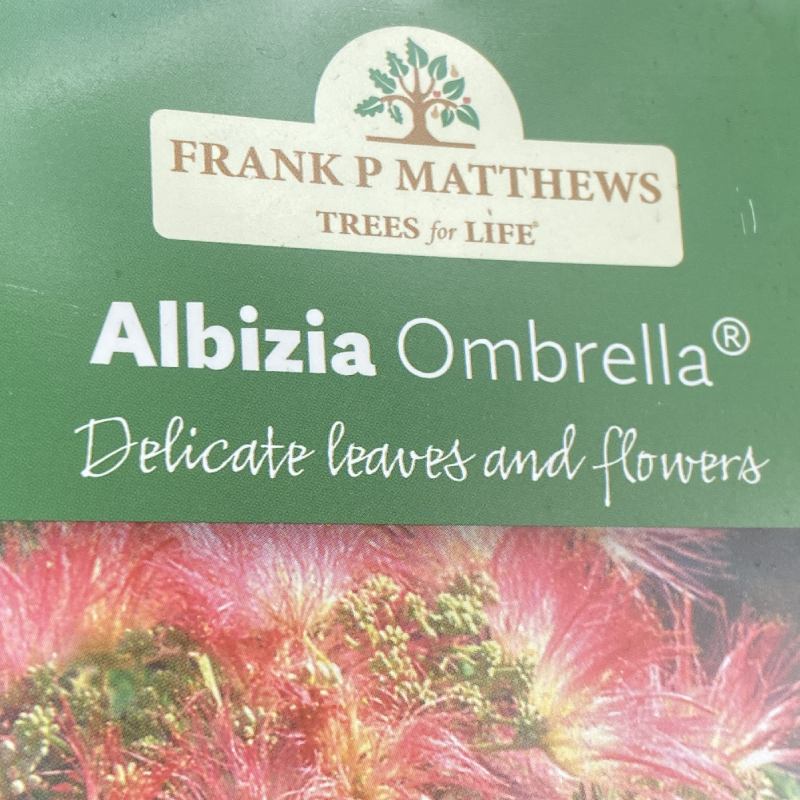 FRANK P MATTHEWS
TREES for LIFE®
Albizia Ombrella®
Delicate leaves and flowers